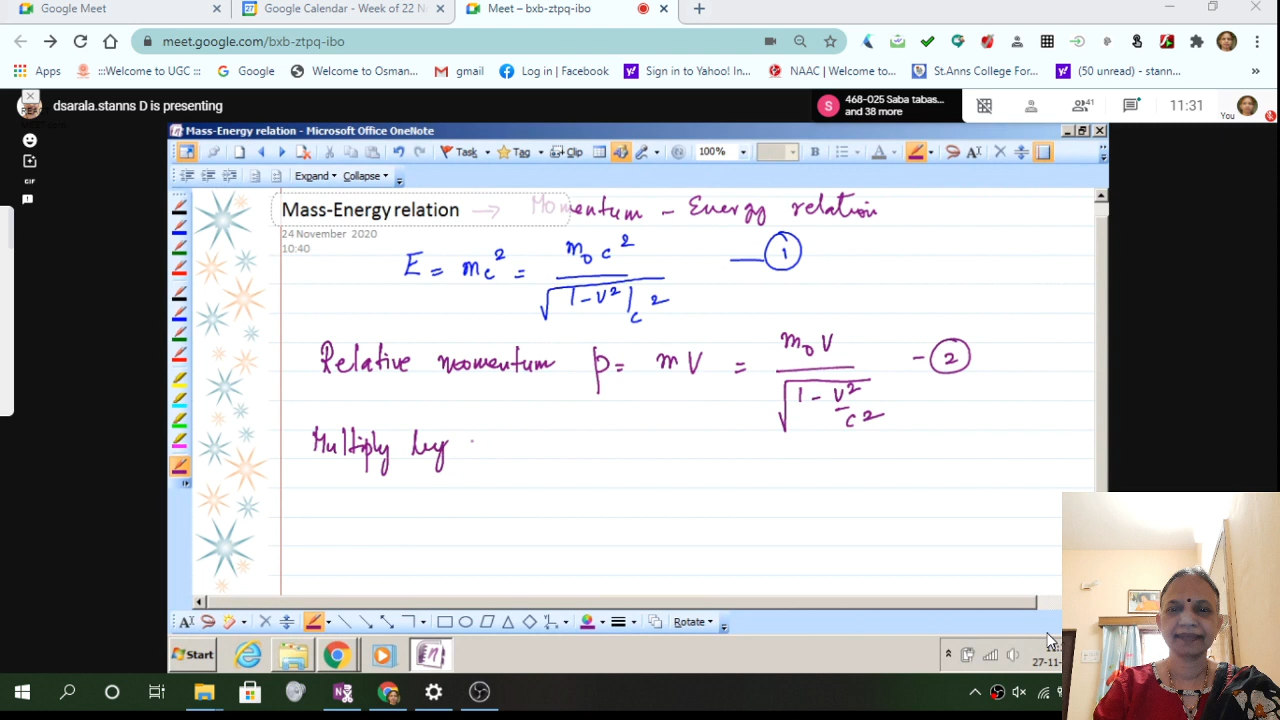 Google Meet
Google Calendar - Week of 22 N
Meet – bxb-ztpq-ibo
meet.google.com/bxb-ztpq-ibo
Apps
:::Welcome to UGC :::
Google
Welcome to Osman...
gmail
Log in | Facebook
Sign in to Yahoo! In...
NAAC | Welcome to...
St.Anns College For...
(50 unread) - stann...
»
dsarala.stanns D is presenting
S
468-025 Saba tabas...
and 38 more
41
11:31
You
GIF
Mass-Energy relation - Microsoft Office OneNote
Task
Tag
Clip
100%
B
Expand
Collapse
Mass-Energy relation → Momentum - Energy relation
24 November 2020
10:40
E = mc² = m₀c² / √1-v²/c² — ①
Relative momentum p = mV = m₀V / √1 - v²/c² - ②
Multiply by
Rotate
Start
27-11-